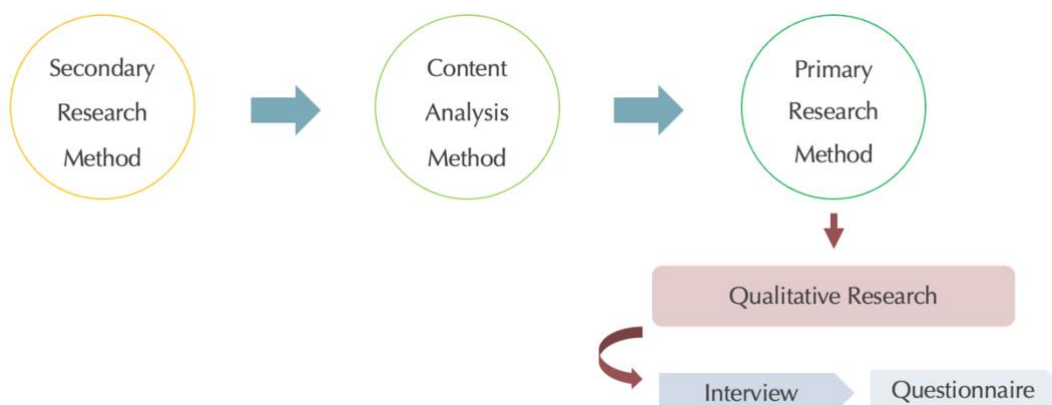 Secondary
Research
Method
Content
Analysis
Method
Primary
Research
Method
Qualitative Research
Interview
Questionnaire